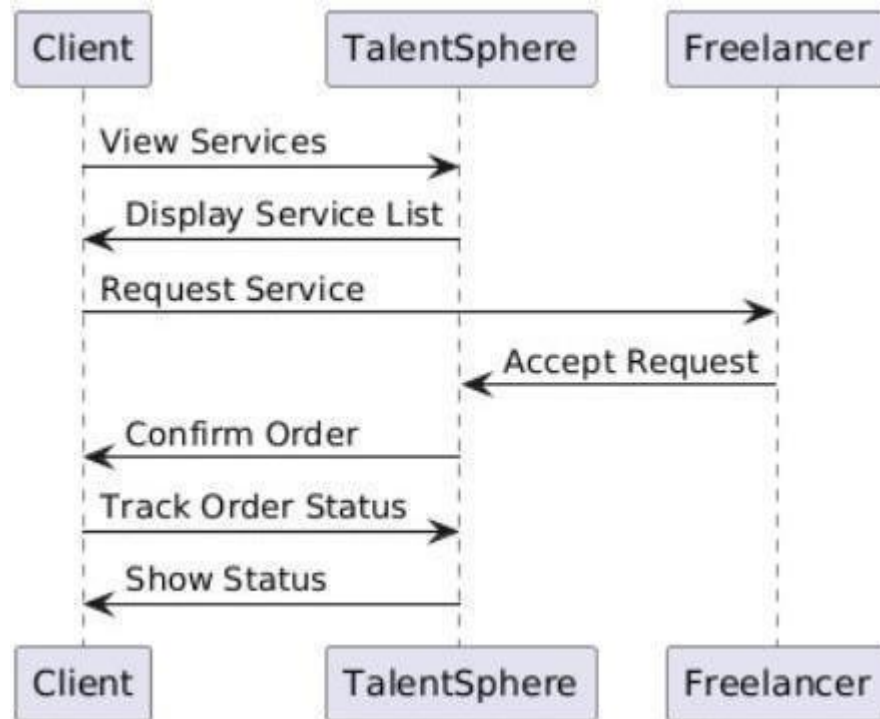 Client TalentSphere Freelancer
View Services
Display Service List
Request Service
Accept Request
Confirm Order
Track Order Status
Show Status
Client TalentSphere Freelancer